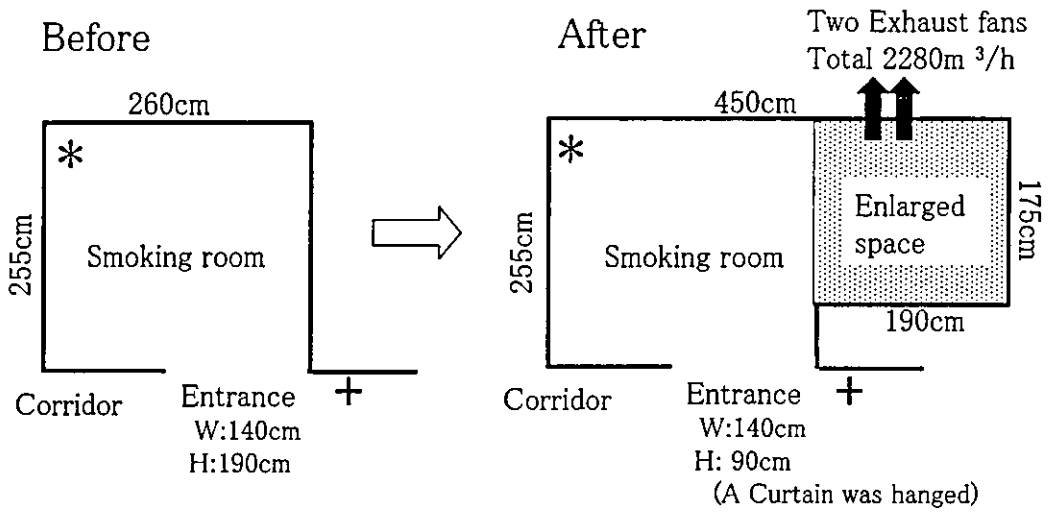 Before
260cm
*
255cm
Smoking room
Corridor
Entrance
W:140cm
H:190cm
+
After
Two Exhaust fans
Total 2280m ³/h
450cm
*
255cm
Smoking room
Enlarged
space
175cm
190cm
Corridor
Entrance
W:140cm
H: 90cm
(A Curtain was hanged)
+